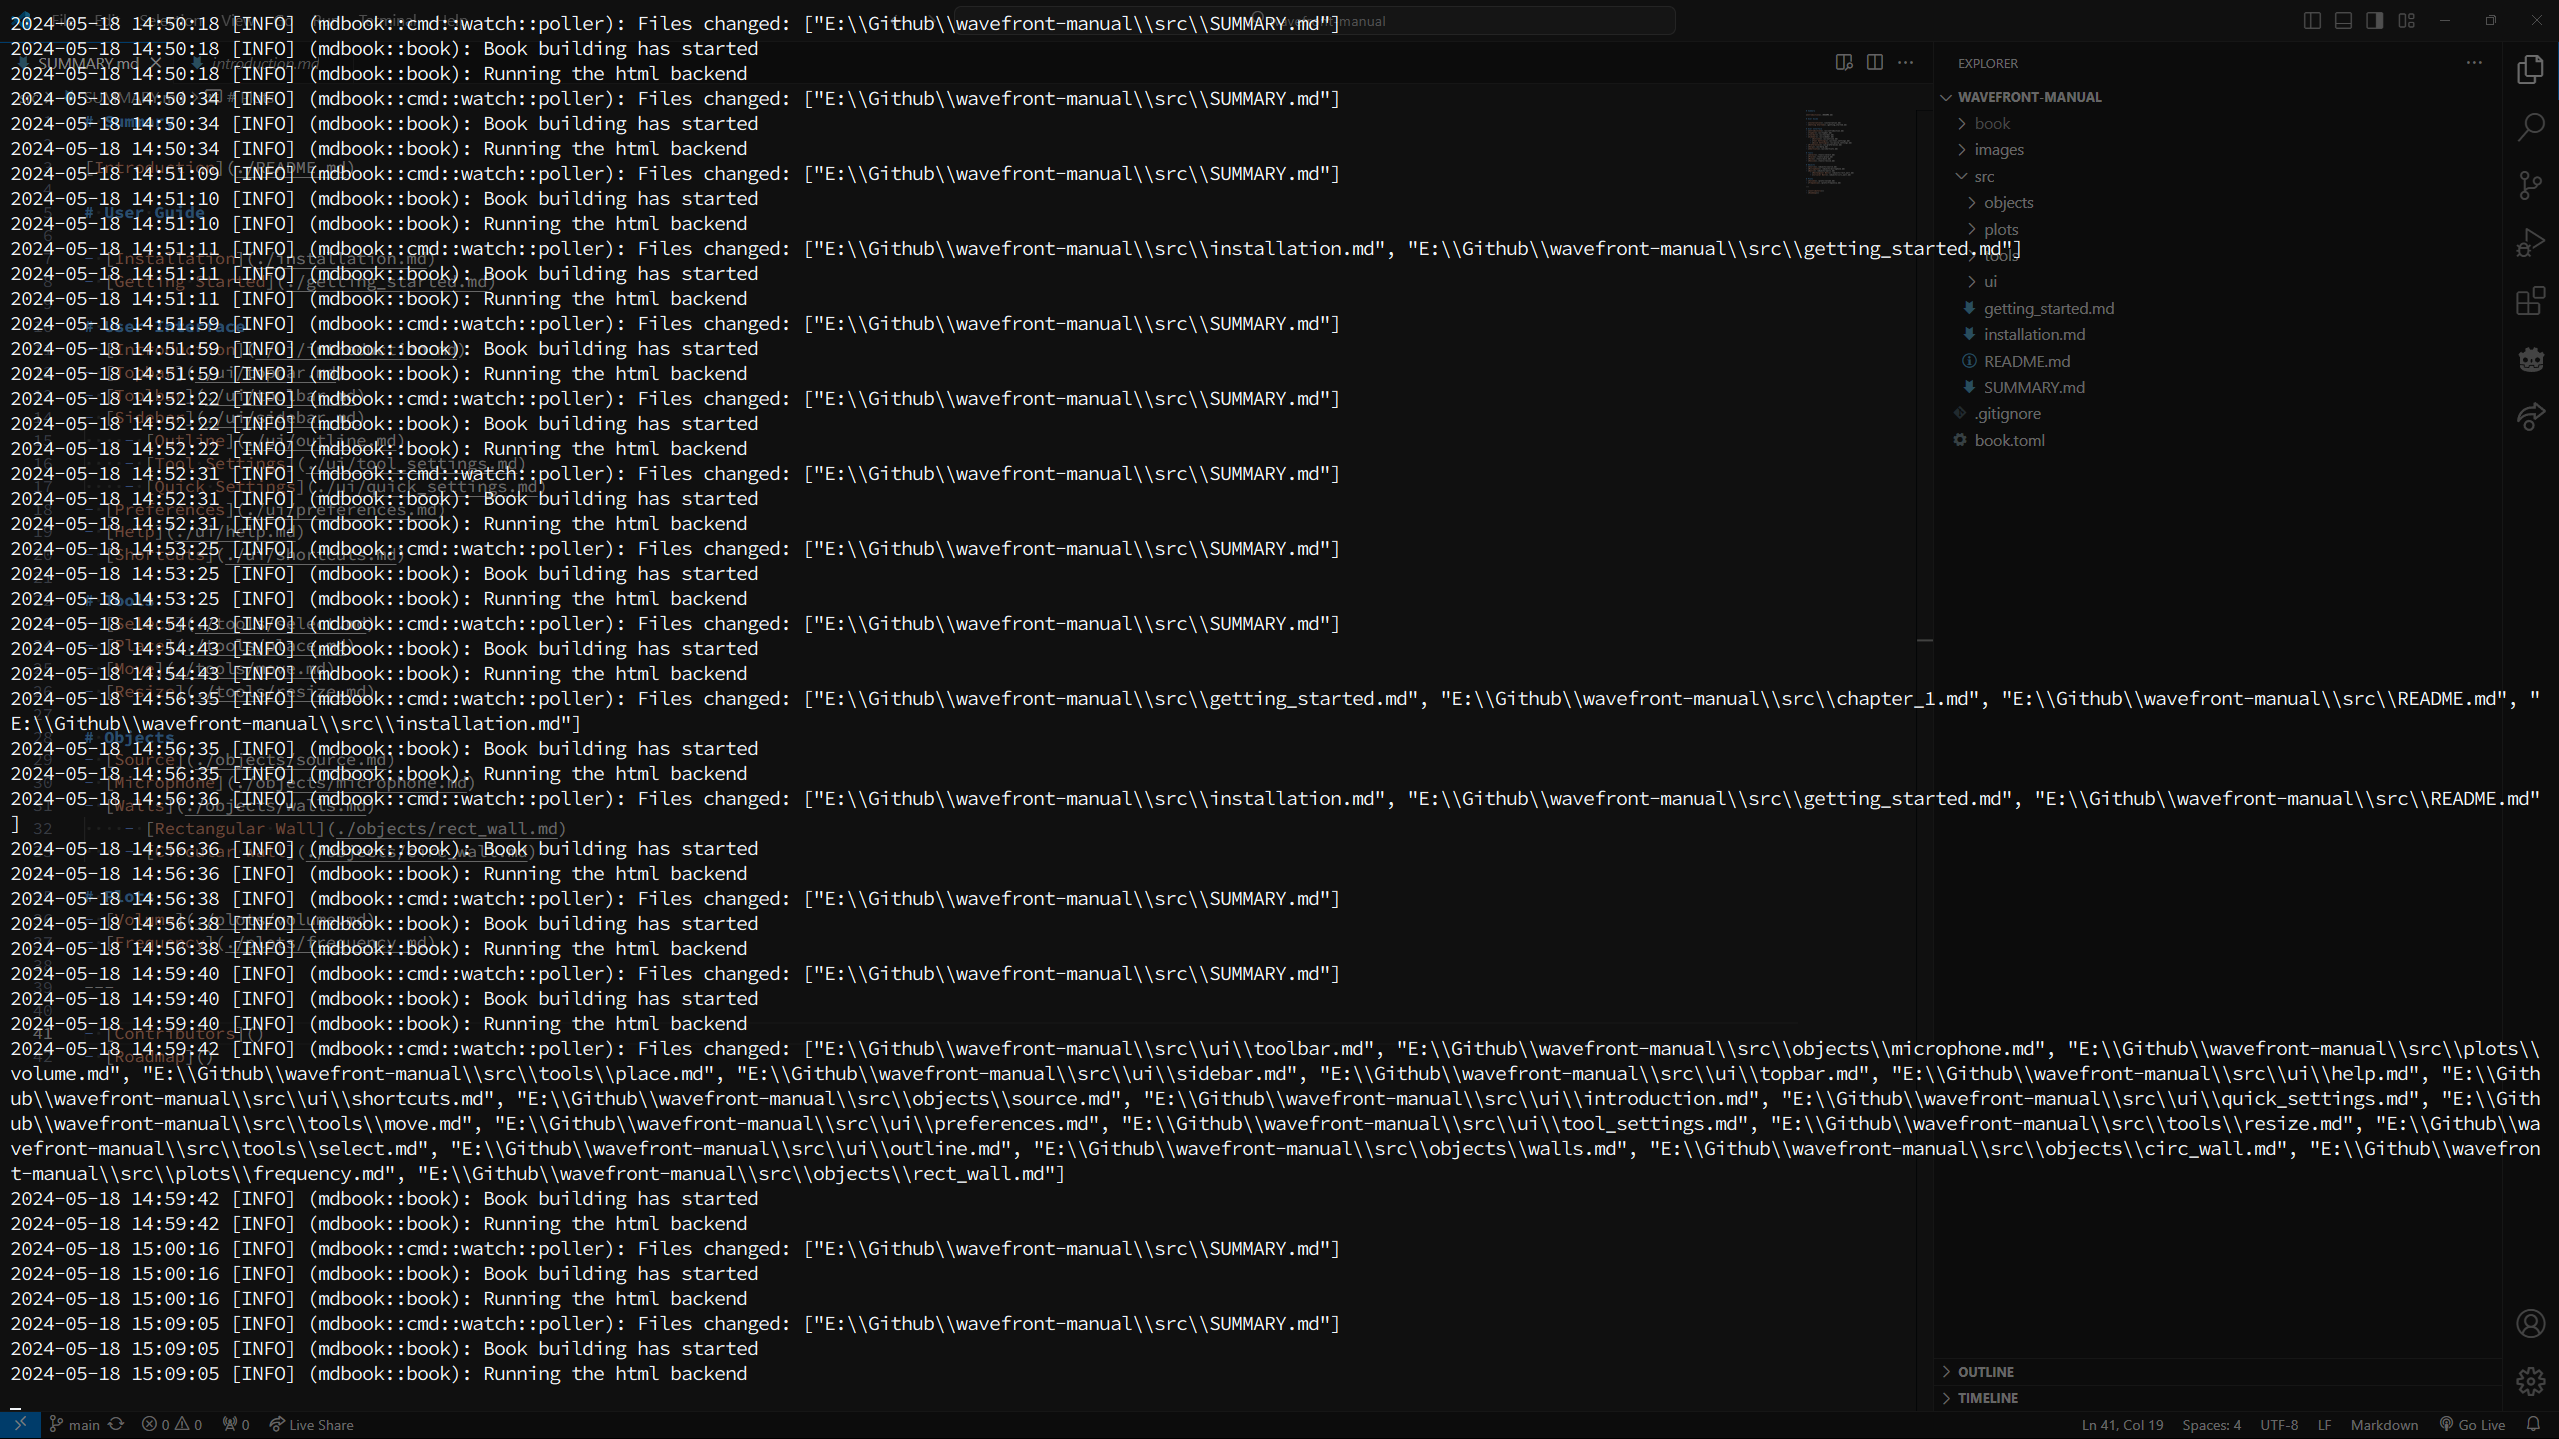 2024-05-18 14:50:18 [INFO] (mdbook::cmd::watch::poller): Files changed: ["E:\\Github\\wavefront-manual\\src\\SUMMARY.md"]
2024-05-18 14:50:18 [INFO] (mdbook::book): Book building has started
2024-05-18 14:50:18 [INFO] (mdbook::book): Running the html backend
2024-05-18 14:50:34 [INFO] (mdbook::cmd::watch::poller): Files changed: ["E:\\Github\\wavefront-manual\\src\\SUMMARY.md"]
2024-05-18 14:50:34 [INFO] (mdbook::book): Book building has started
2024-05-18 14:50:34 [INFO] (mdbook::book): Running the html backend
2024-05-18 14:51:09 [INFO] (mdbook::cmd::watch::poller): Files changed: ["E:\\Github\\wavefront-manual\\src\\SUMMARY.md"]
2024-05-18 14:51:10 [INFO] (mdbook::book): Book building has started
2024-05-18 14:51:10 [INFO] (mdbook::book): Running the html backend
2024-05-18 14:51:11 [INFO] (mdbook::cmd::watch::poller): Files changed: ["E:\\Github\\wavefront-manual\\src\\installation.md", "E:\\Github\\wavefront-manual\\src\\getting_started.md"]
2024-05-18 14:51:11 [INFO] (mdbook::book): Book building has started
2024-05-18 14:51:11 [INFO] (mdbook::book): Running the html backend
2024-05-18 14:51:59 [INFO] (mdbook::cmd::watch::poller): Files changed: ["E:\\Github\\wavefront-manual\\src\\SUMMARY.md"]
2024-05-18 14:51:59 [INFO] (mdbook::book): Book building has started
2024-05-18 14:51:59 [INFO] (mdbook::book): Running the html backend
2024-05-18 14:52:22 [INFO] (mdbook::cmd::watch::poller): Files changed: ["E:\\Github\\wavefront-manual\\src\\SUMMARY.md"]
2024-05-18 14:52:22 [INFO] (mdbook::book): Book building has started
2024-05-18 14:52:22 [INFO] (mdbook::book): Running the html backend
2024-05-18 14:52:31 [INFO] (mdbook::cmd::watch::poller): Files changed: ["E:\\Github\\wavefront-manual\\src\\SUMMARY.md"]
2024-05-18 14:52:31 [INFO] (mdbook::book): Book building has started
2024-05-18 14:52:31 [INFO] (mdbook::book): Running the html backend
2024-05-18 14:53:25 [INFO] (mdbook::cmd::watch::poller): Files changed: ["E:\\Github\\wavefront-manual\\src\\SUMMARY.md"]
2024-05-18 14:53:25 [INFO] (mdbook::book): Book building has started
2024-05-18 14:53:25 [INFO] (mdbook::book): Running the html backend
2024-05-18 14:54:43 [INFO] (mdbook::cmd::watch::poller): Files changed: ["E:\\Github\\wavefront-manual\\src\\SUMMARY.md"]
2024-05-18 14:54:43 [INFO] (mdbook::book): Book building has started
2024-05-18 14:54:43 [INFO] (mdbook::book): Running the html backend
2024-05-18 14:56:35 [INFO] (mdbook::cmd::watch::poller): Files changed: ["E:\\Github\\wavefront-manual\\src\\getting_started.md", "E:\\Github\\wavefront-manual\\src\\chapter_1.md", "E:\\Github\\wavefront-manual\\src\\README.md", "
E:\\Github\\wavefront-manual\\src\\installation.md"]
2024-05-18 14:56:35 [INFO] (mdbook::book): Book building has started
2024-05-18 14:56:35 [INFO] (mdbook::book): Running the html backend
2024-05-18 14:56:36 [INFO] (mdbook::cmd::watch::poller): Files changed: ["E:\\Github\\wavefront-manual\\src\\installation.md", "E:\\Github\\wavefront-manual\\src\\getting_started.md", "E:\\Github\\wavefront-manual\\src\\README.md"
]
32 - [Rectangular Wall](./objects/rect_wall.md)
2024-05-18 14:56:36 [INFO] (mdbook::book): Book building has started
2024-05-18 14:56:36 [INFO] (mdbook::book): Running the html backend
2024-05-18 14:56:38 [INFO] (mdbook::cmd::watch::poller): Files changed: ["E:\\Github\\wavefront-manual\\src\\SUMMARY.md"]
2024-05-18 14:56:38 [INFO] (mdbook::book): Book building has started
2024-05-18 14:56:38 [INFO] (mdbook::book): Running the html backend
2024-05-18 14:59:40 [INFO] (mdbook::cmd::watch::poller): Files changed: ["E:\\Github\\wavefront-manual\\src\\SUMMARY.md"]
2024-05-18 14:59:40 [INFO] (mdbook::book): Book building has started
2024-05-18 14:59:40 [INFO] (mdbook::book): Running the html backend
2024-05-18 14:59:42 [INFO] (mdbook::cmd::watch::poller): Files changed: ["E:\\Github\\wavefront-manual\\src\\ui\\toolbar.md", "E:\\Github\\wavefront-manual\\src\\objects\\microphone.md", "E:\\Github\\wavefront-manual\\src\\plots\\
volume.md", "E:\\Github\\wavefront-manual\\src\\tools\\place.md", "E:\\Github\\wavefront-manual\\src\\ui\\sidebar.md", "E:\\Github\\wavefront-manual\\src\\ui\\topbar.md", "E:\\Github\\wavefront-manual\\src\\ui\\help.md", "E:\\Gith
ub\\wavefront-manual\\src\\ui\\shortcuts.md", "E:\\Github\\wavefront-manual\\src\\objects\\source.md", "E:\\Github\\wavefront-manual\\src\\ui\\introduction.md", "E:\\Github\\wavefront-manual\\src\\ui\\quick_settings.md", "E:\\Gith
ub\\wavefront-manual\\src\\tools\\move.md", "E:\\Github\\wavefront-manual\\src\\ui\\preferences.md", "E:\\Github\\wavefront-manual\\src\\ui\\tool_settings.md", "E:\\Github\\wavefront-manual\\src\\tools\\resize.md", "E:\\Github\\wa
vefront-manual\\src\\tools\\select.md", "E:\\Github\\wavefront-manual\\src\\ui\\outline.md", "E:\\Github\\wavefront-manual\\src\\objects\\walls.md", "E:\\Github\\wavefront-manual\\src\\objects\\circ_wall.md", "E:\\Github\\wavefron
t-manual\\src\\plots\\frequency.md", "E:\\Github\\wavefront-manual\\src\\objects\\rect_wall.md"]
2024-05-18 14:59:42 [INFO] (mdbook::book): Book building has started
2024-05-18 14:59:42 [INFO] (mdbook::book): Running the html backend
2024-05-18 15:00:16 [INFO] (mdbook::cmd::watch::poller): Files changed: ["E:\\Github\\wavefront-manual\\src\\SUMMARY.md"]
2024-05-18 15:00:16 [INFO] (mdbook::book): Book building has started
2024-05-18 15:00:16 [INFO] (mdbook::book): Running the html backend
2024-05-18 15:09:05 [INFO] (mdbook::cmd::watch::poller): Files changed: ["E:\\Github\\wavefront-manual\\src\\SUMMARY.md"]
2024-05-18 15:09:05 [INFO] (mdbook::book): Book building has started
2024-05-18 15:09:05 [INFO] (mdbook::book): Running the html backend
EXPLORER
WAVEFRONT-MANUAL
book
images
src
objects
plots
tools
ui
getting_started.md
installation.md
README.md
SUMMARY.md
.gitignore
book.toml
OUTLINE
TIMELINE
main 0 0 0 Live Share
Ln 41, Col 19 Spaces: 4 UTF-8 LF Markdown Go Live